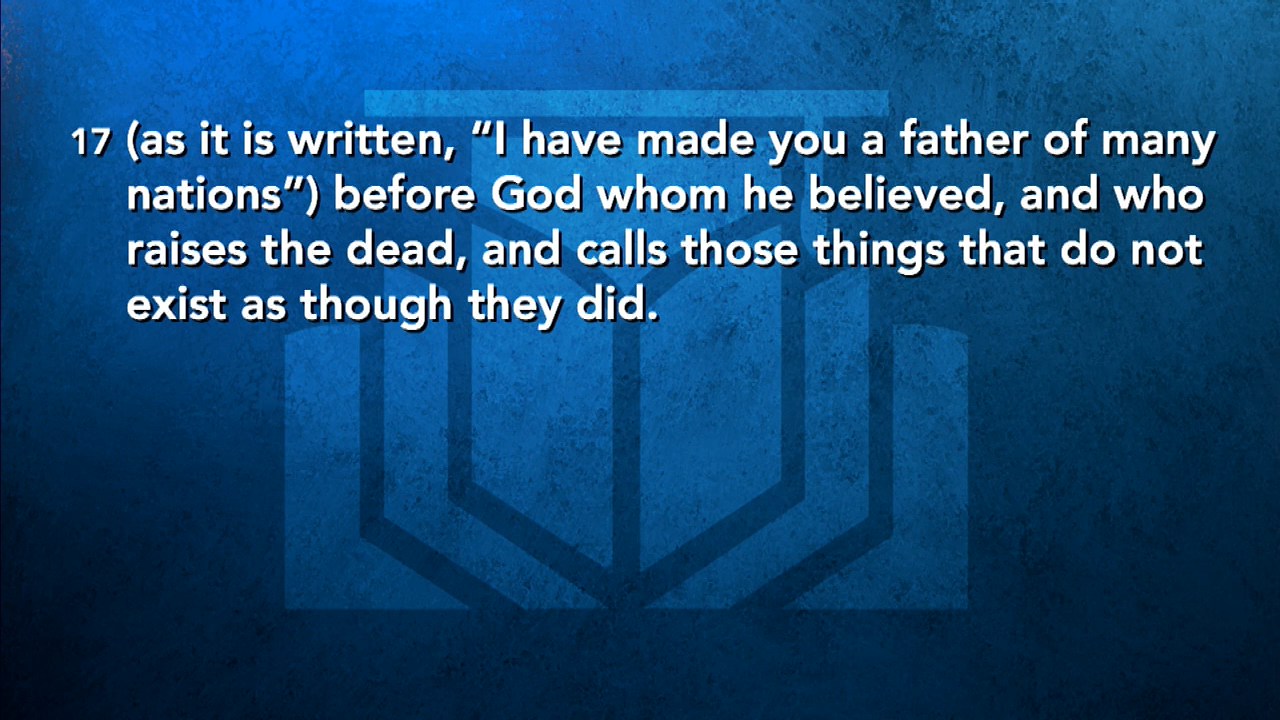 17 (as it is written, “I have made you a father of many
nations”) before God whom he believed, and who
raises the dead, and calls those things that do not
exist as though they did.